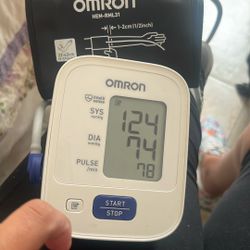 OMRON
HEM-RML31
1-2cm(1/2inch)
OMRON
SYS
mmHg
124
DIA
mmHg
74
PULSE
/min
78
START
STOP